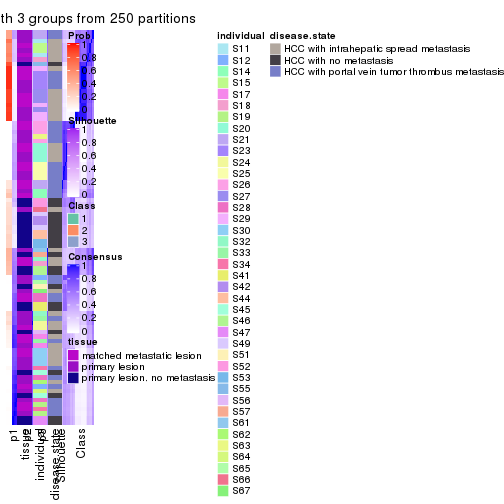 th 3 groups from 250 partitions
Prob
1
0.8
0.6
0.4
0.2
0
Silhouette
1
0.8
0.6
0.4
0.2
0
Class
1
2
3
Consensus
1
0.8
0.6
0.4
0.2
0
tissue
matched metastatic lesion
primary lesion
primary lesion. no metastasis
individual
S11
S12
S14
S15
S17
S18
S19
S20
S21
S23
S24
S25
S26
S27
S28
S29
S30
S32
S33
S34
S41
S42
S44
S45
S46
S47
S49
S51
S52
S53
S55
S56
S57
S61
S62
S63
S64
S65
S66
S67
disease.state
HCC with intrahepatic spread metastasis
HCC with no metastasis
HCC with portal vein tumor thrombus metastasis
p1
tissue
individual
disease.state
Silhouette
Class